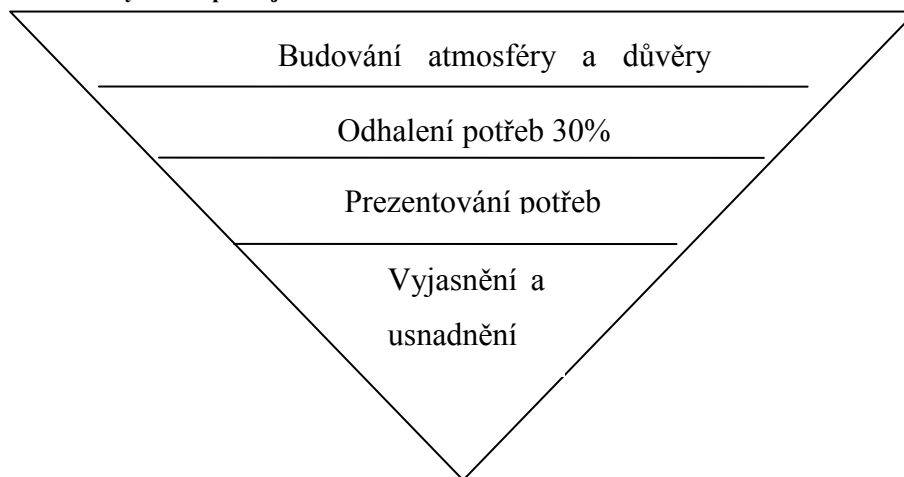 Budování atmosféry a důvěry
Odhalení potřeb 30%
Prezentování potřeb
Vyjasnění a
usnadnění